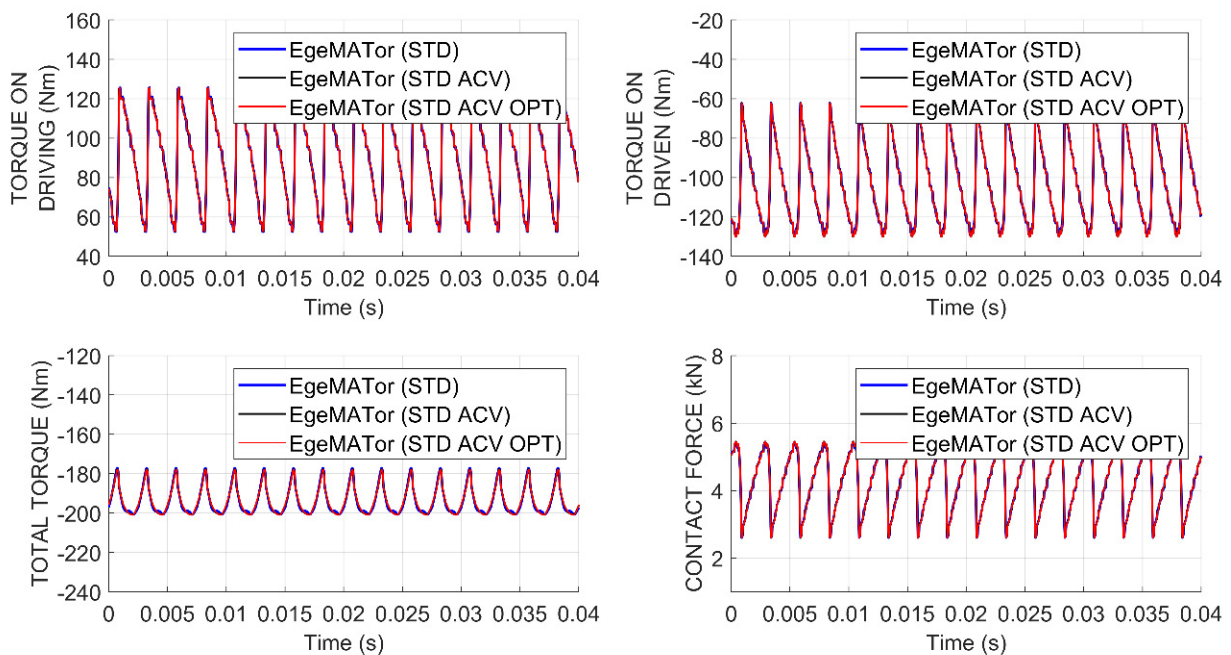 TORQUE ON
DRIVING (Nm)
160
140
120
100
80
60
40
EgeMATor (STD)
EgeMATor (STD ACV)
EgeMATor (STD ACV OPT)
0 0.005 0.01 0.015 0.02 0.025 0.03 0.035 0.04
Time (s)
TORQUE ON
DRIVEN (Nm)
-20
-40
-60
-80
-100
-120
-140
EgeMATor (STD)
EgeMATor (STD ACV)
EgeMATor (STD ACV OPT)
0 0.005 0.01 0.015 0.02 0.025 0.03 0.035 0.04
Time (s)
TOTAL TORQUE (Nm)
-120
-140
-160
-180
-200
-220
-240
EgeMATor (STD)
EgeMATor (STD ACV)
EgeMATor (STD ACV OPT)
0 0.005 0.01 0.015 0.02 0.025 0.03 0.035 0.04
Time (s)
CONTACT FORCE (kN)
8
6
4
2
EgeMATor (STD)
EgeMATor (STD ACV)
EgeMATor (STD ACV OPT)
0 0.005 0.01 0.015 0.02 0.025 0.03 0.035 0.04
Time (s)